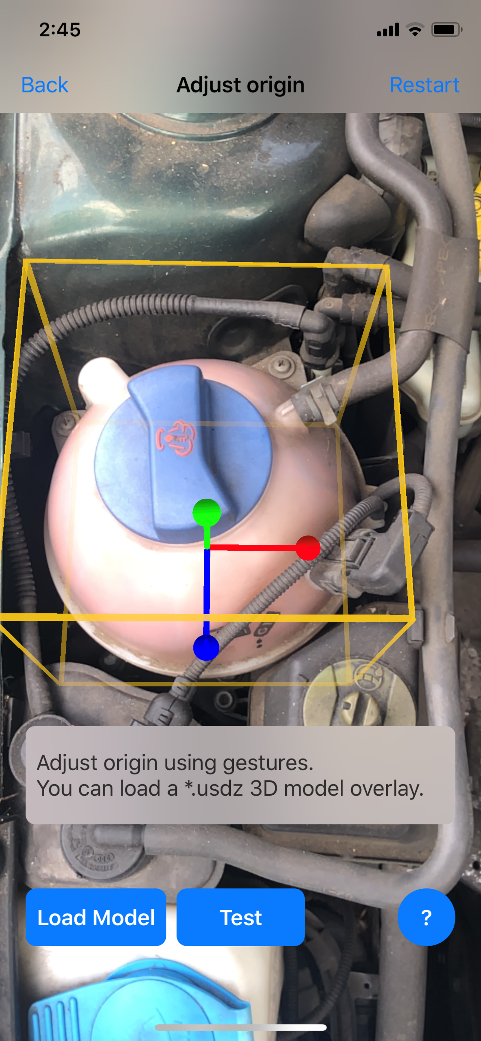 2:45
Back
Adjust origin
Restart
Adjust origin using gestures.
You can load a *.usdz 3D model overlay.
Load Model
Test
?